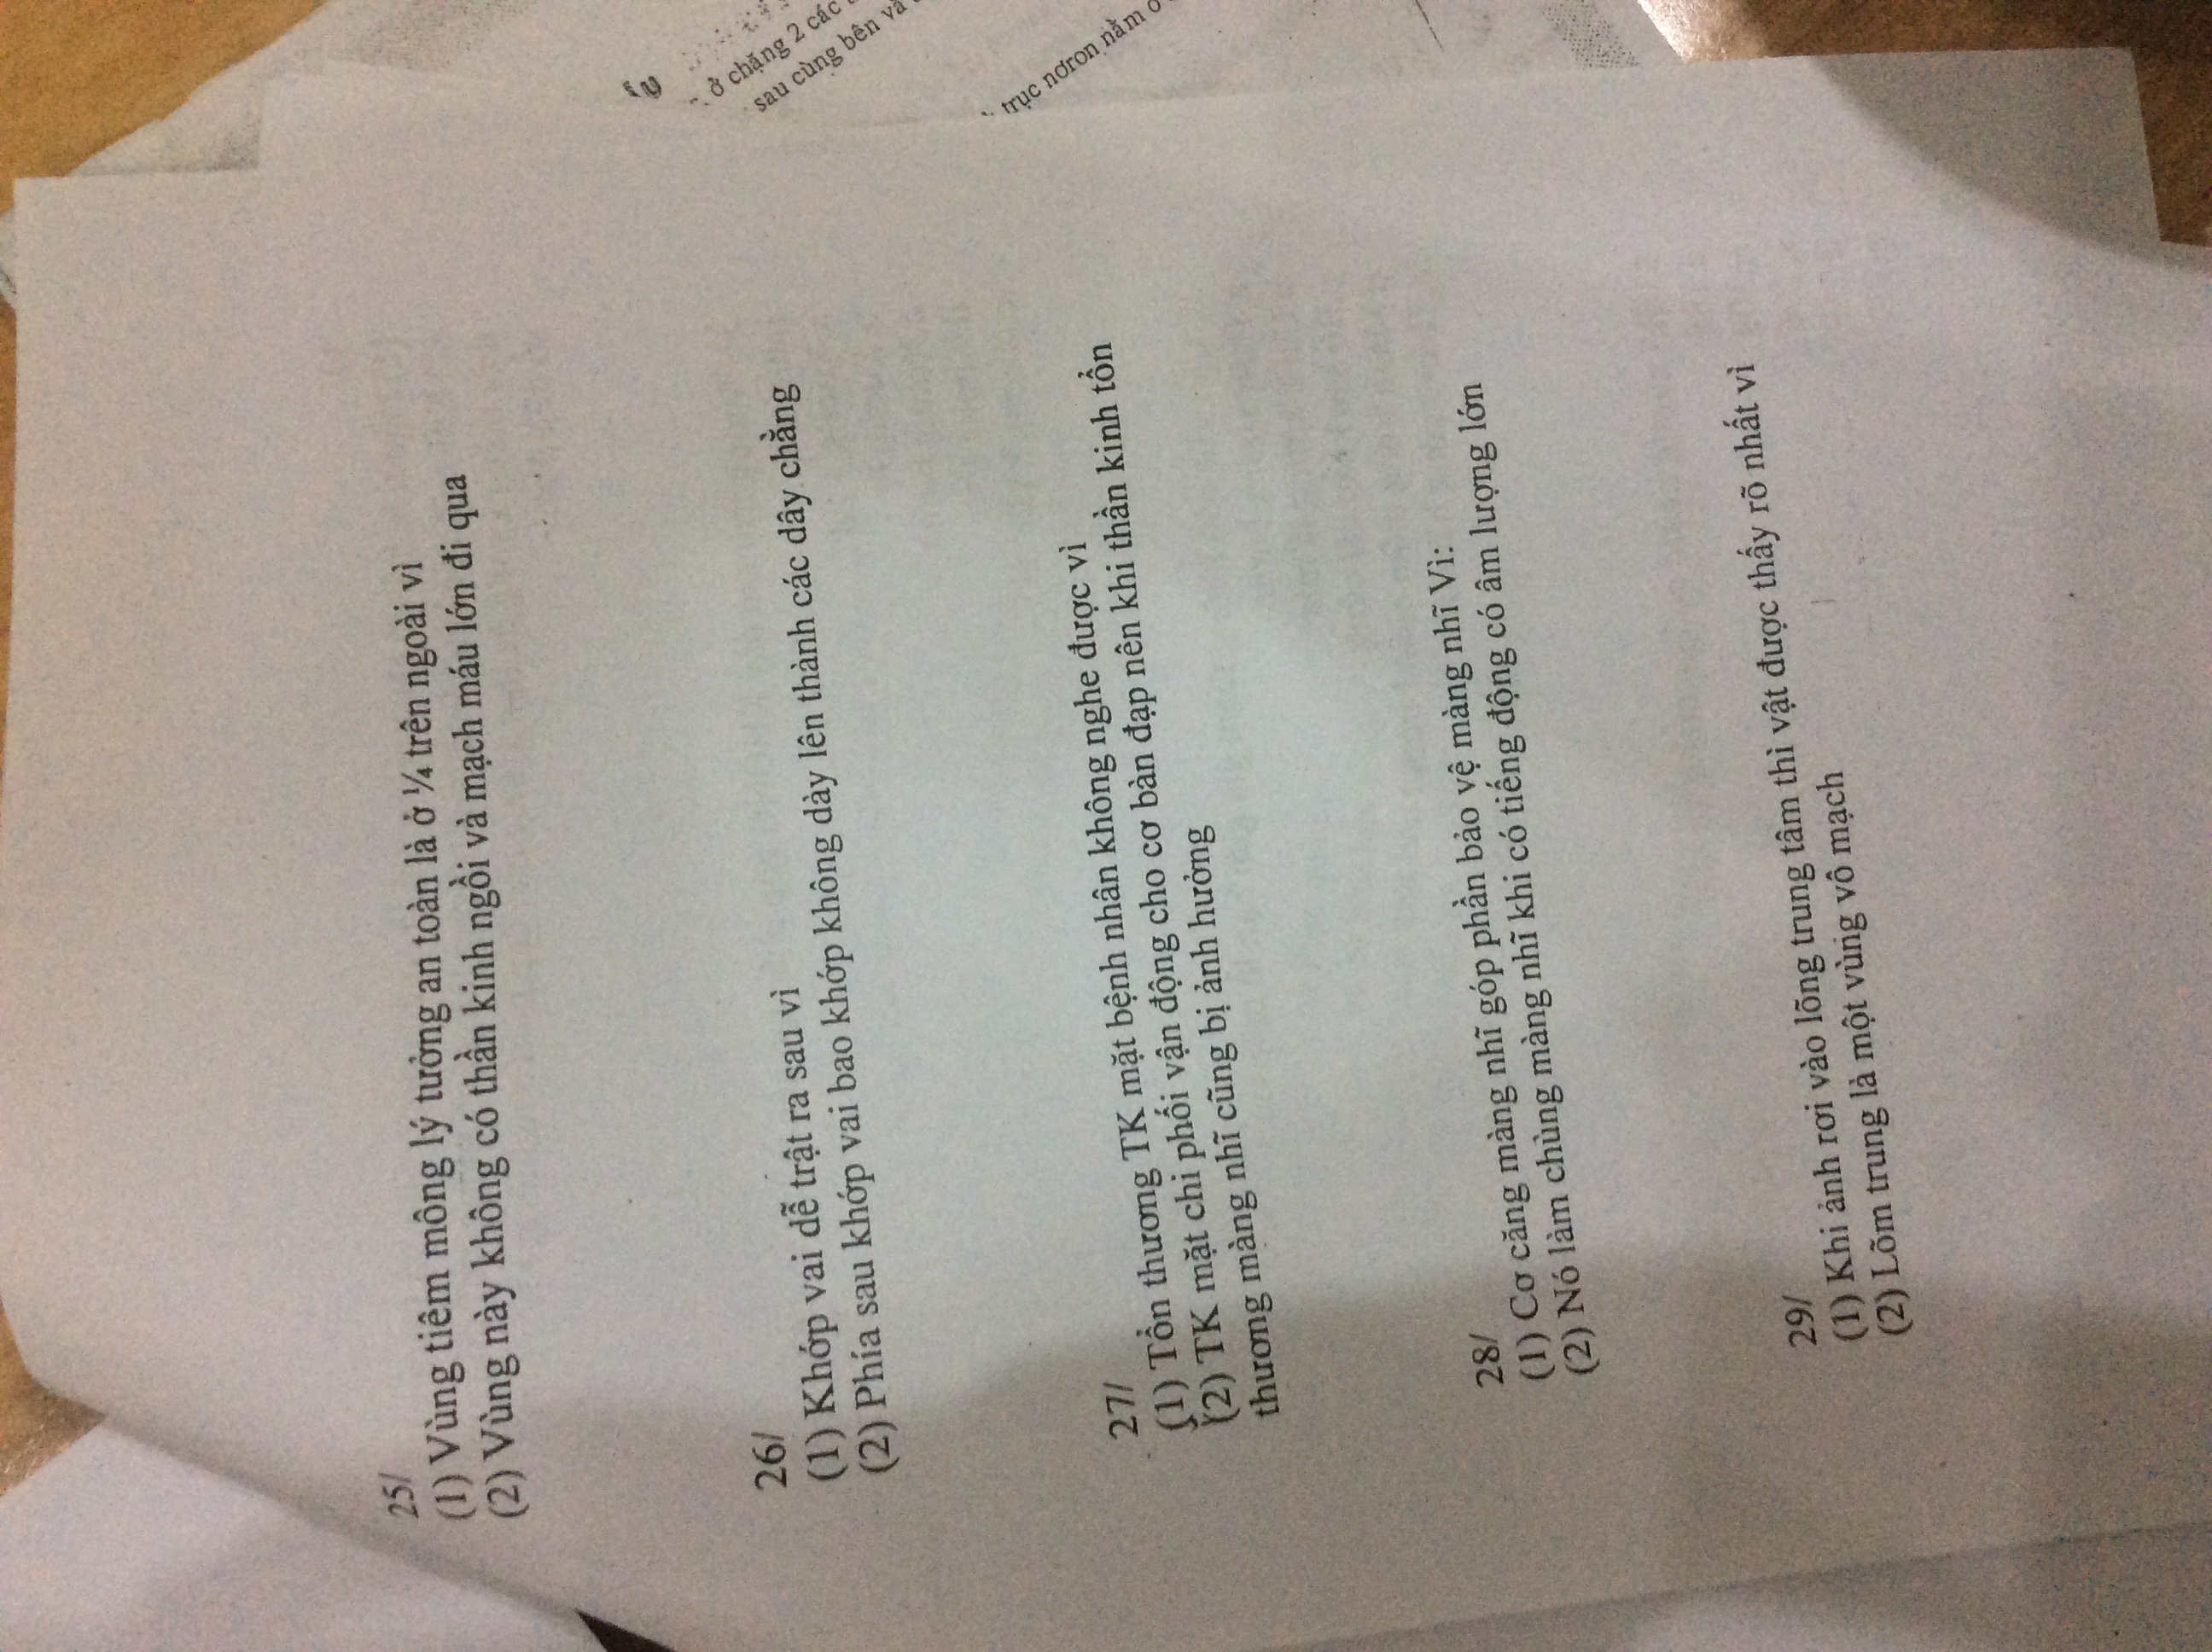 25/
(1) Vùng tiêm mông lý tưởng an toàn là ở ¼ trên ngoài vì
(2) Vùng này không có thần kinh ngồi và mạch máu lớn đi qua
26/
(1) Khớp vai dễ trật ra sau vì
(2) Phía sau khớp vai bao khớp không dày lên thành các dây chằng
27/
(1) Tổn thương TK mặt bệnh nhân không nghe được vì
(2) TK mặt chi phối vận động cho cơ bàn đạp nên khi thần kinh tổn
thương màng nhĩ cũng bị ảnh hưởng
28/
(1) Cơ căng màng nhĩ góp phần bảo vệ màng nhĩ Vì:
(2) Nó làm chùng màng nhĩ khi có tiếng động có âm lượng lớn
29/
(1) Khi ảnh rơi vào lõng trung tâm thì vật được thấy rõ nhất vì
(2) Lõm trung là một vùng vô mạch
ở chặng 2 các
sau cùng bên và
trục nơron nằm ở